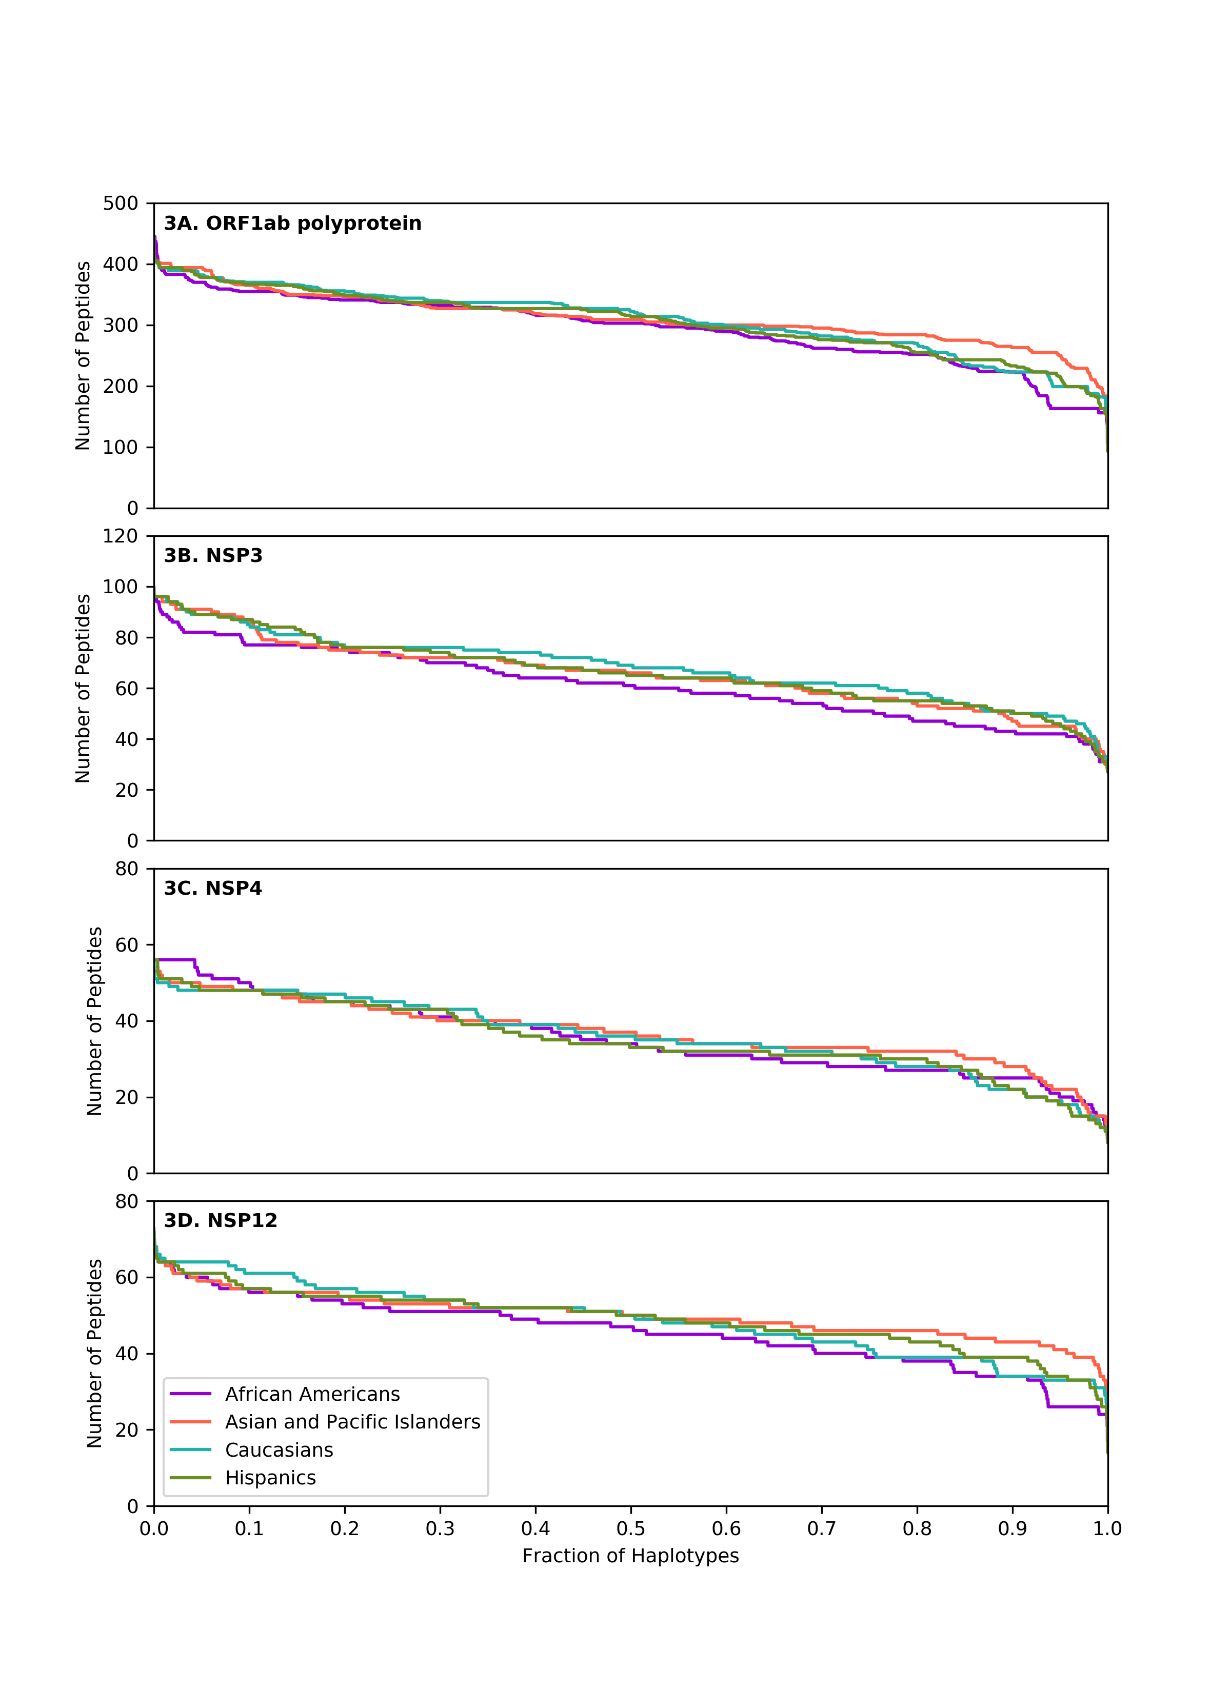 3A. ORF1ab polyprotein
500
400
300
200
100
0
Number of Peptides
3B. NSP3
120
100
80
60
40
20
0
Number of Peptides
3C. NSP4
80
60
40
20
0
Number of Peptides
3D. NSP12
80
60
40
20
0
Number of Peptides
African Americans
Asian and Pacific Islanders
Caucasians
Hispanics
0.0 0.1 0.2 0.3 0.4 0.5 0.6 0.7 0.8 0.9 1.0
Fraction of Haplotypes